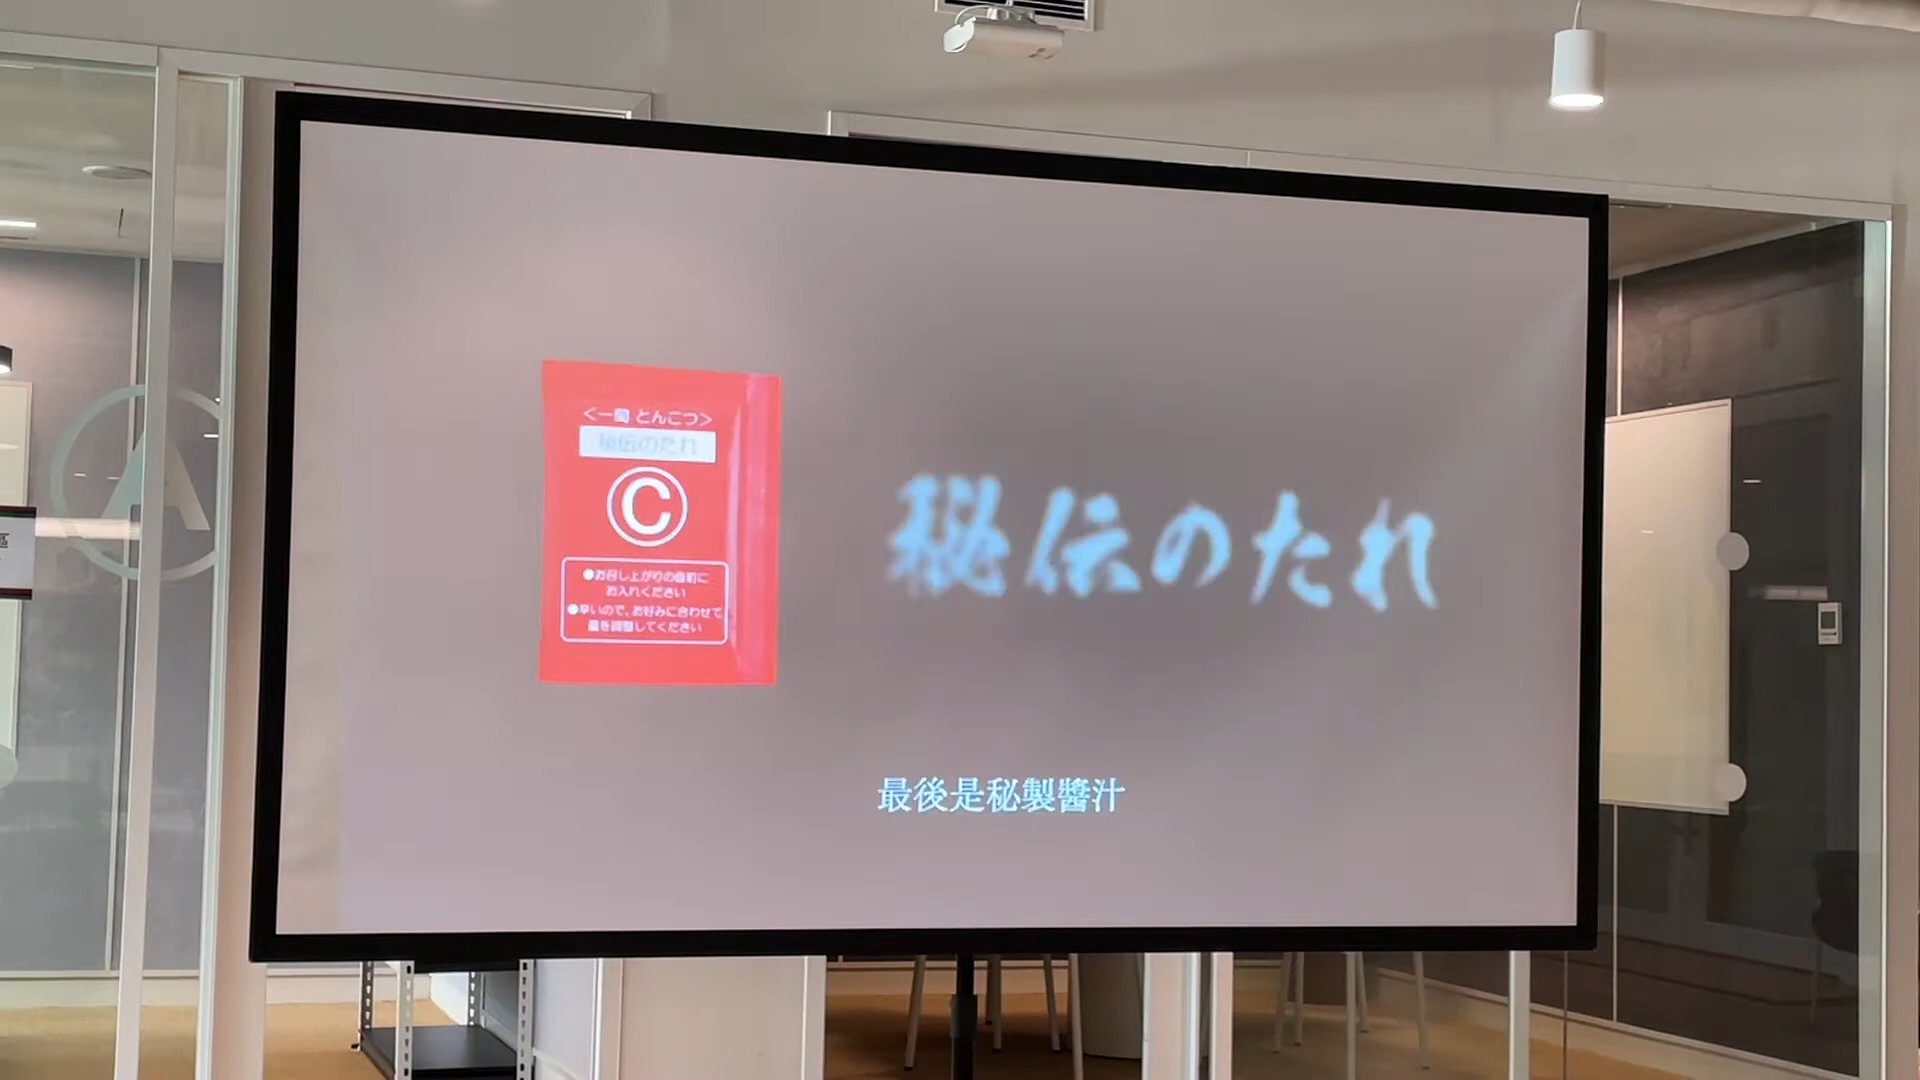 <一蘭 とんこつ>
秘伝のたれ
C
●お召し上がりの直前に
お入れください
●辛いので、お好みに合わせて
量を調整してください
秘伝のたれ
最後是秘製醬汁
A
區